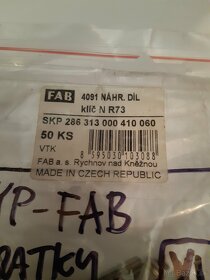 FAB
4091 NÁHR. DÍL
klíč N R73
SKP 286 313 000 410 060
50 KS
VTK
8 595030 103088
FAB a.s. Rychnov nad Kněžnou
MADE IN CZECH REPUBLIC
YP-FAB